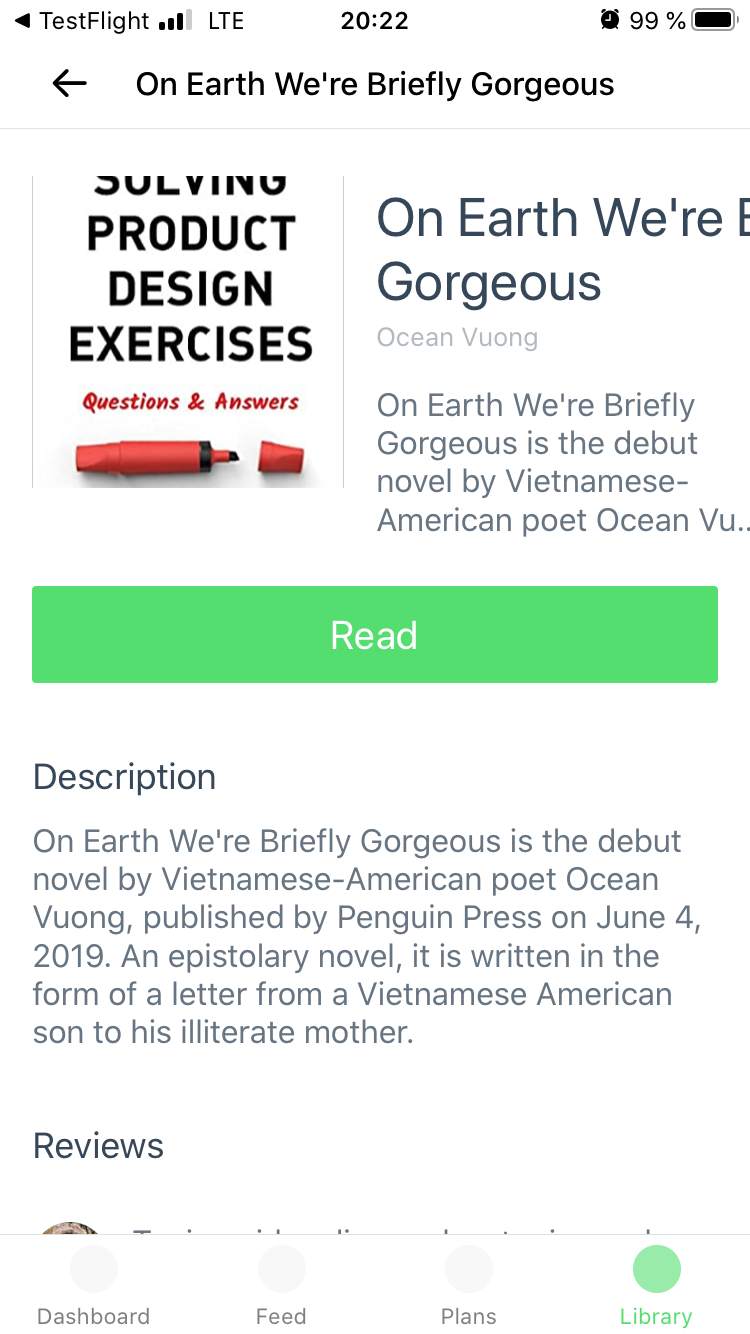 TestFlight LTE 20:22 99 %
On Earth We're Briefly Gorgeous
SOLVING
PRODUCT
DESIGN
EXERCISES
Questions & Answers
On Earth We're B
Gorgeous
Ocean Vuong
On Earth We're Briefly
Gorgeous is the debut
novel by Vietnamese-
American poet Ocean Vu..
Read
Description
On Earth We're Briefly Gorgeous is the debut
novel by Vietnamese-American poet Ocean
Vuong, published by Penguin Press on June 4,
2019. An epistolary novel, it is written in the
form of a letter from a Vietnamese American
son to his illiterate mother.
Reviews
Dashboard Feed Plans Library